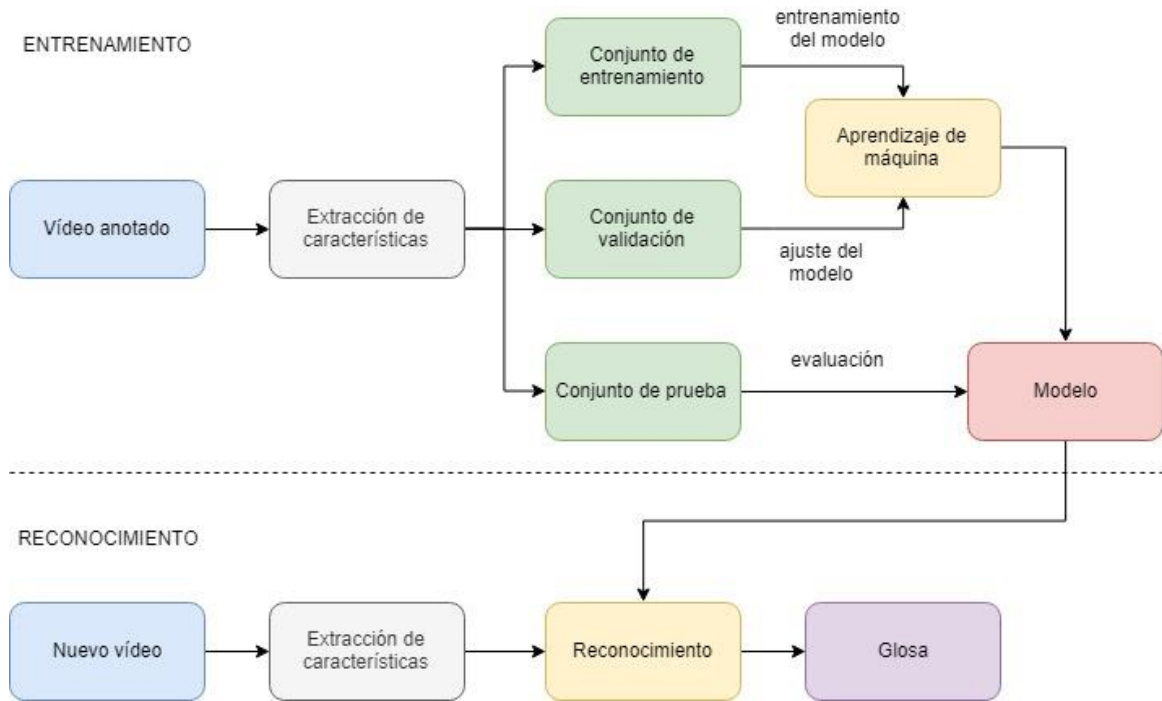 ENTRENAMIENTO
entrenamiento
del modelo
Conjunto de
entrenamiento
Aprendizaje de
máquina
Vídeo anotado
Extracción de
características
Conjunto de
validación
ajuste del
modelo
Conjunto de prueba
evaluación
Modelo
RECONOCIMIENTO
Nuevo vídeo
Extracción de
características
Reconocimiento
Glosa